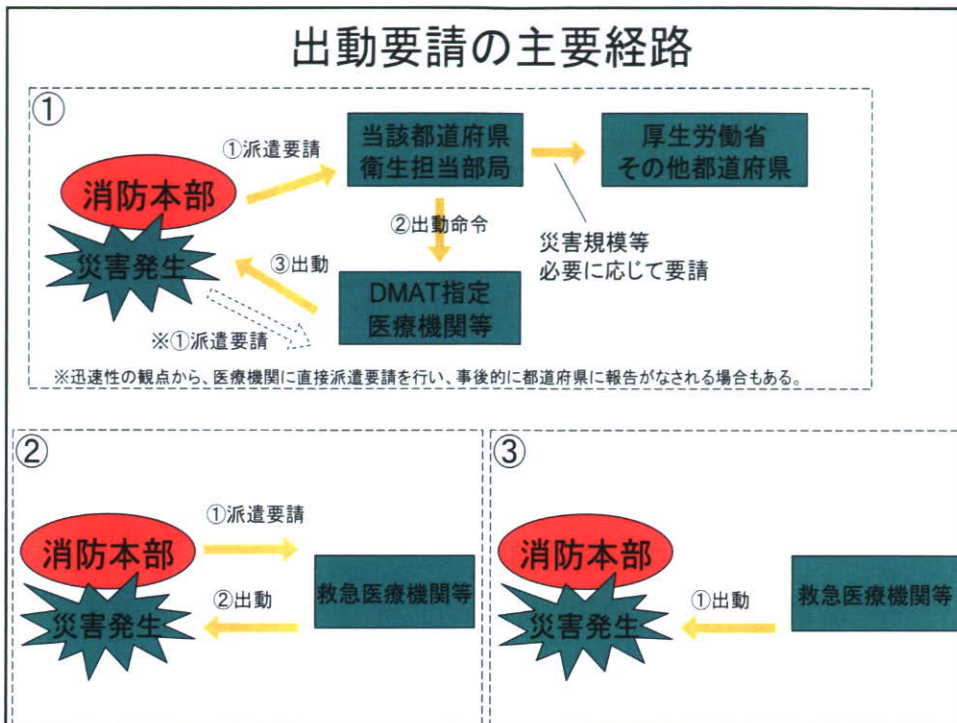 出動要請の主要経路
①
①派遣要請
当該都道府県
衛生担当部局
厚生労働省
その他都道府県
消防本部
災害発生
②出動命令
③出動
災害規模等
必要に応じて要請
DMAT指定
医療機関等
※①派遣要請
※迅速性の観点から、医療機関に直接派遣要請を行い、事後的に都道府県に報告がなされる場合もある。
②
①派遣要請
消防本部
災害発生
②出動
救急医療機関等
③
消防本部
災害発生
①出動
救急医療機関等